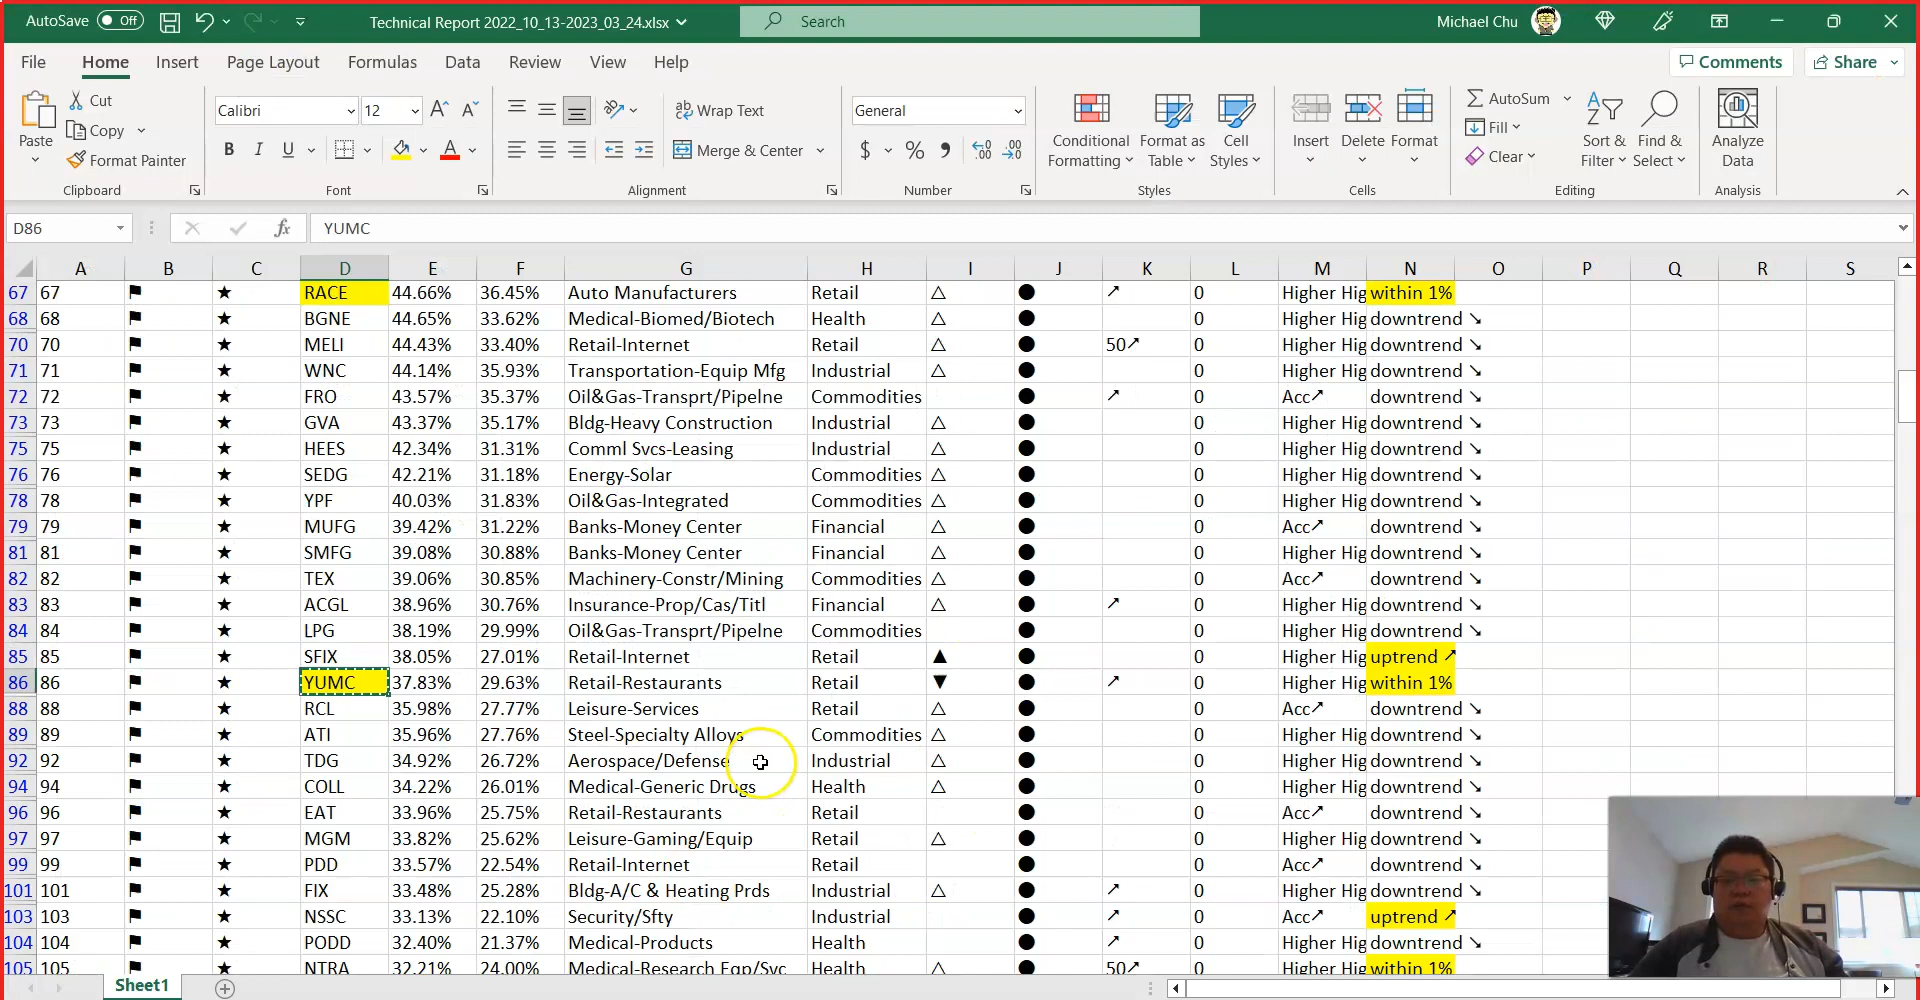 AutoSave Off Technical Report 2022_10_13-2023_03_24.xlsx Search Michael Chu
File Home Insert Page Layout Formulas Data Review View Help Comments Share
Paste Cut Copy Format Painter
Calibri 12 B I U A
Wrap Text Merge & Center
General $ %
Conditional Formatting Format as Table Cell Styles
Insert Delete Format
AutoSum Fill Clear Sort & Filter Find & Select
Analyze Data
Clipboard Font Alignment Number Styles Cells Editing Analysis
D86 fx YUMC
A B C D E F G H I J K L M N O P Q R S
67 67 ⚑ ★ RACE 44.66% 36.45% Auto Manufacturers Retail △ ● ↗ 0 Higher Hig within 1%
68 68 ⚑ ★ BGNE 44.65% 33.62% Medical-Biomed/Biotech Health △ ● 0 Higher Hig downtrend ↘
70 70 ⚑ ★ MELI 44.43% 33.40% Retail-Internet Retail △ ● 50↗ 0 Higher Hig downtrend ↘
71 71 ⚑ ★ WNC 44.14% 35.93% Transportation-Equip Mfg Industrial △ ● 0 Higher Hig downtrend ↘
72 72 ⚑ ★ FRO 43.57% 35.37% Oil&Gas-Transprt/Pipelne Commodities ● ↗ 0 Acc↗ downtrend ↘
73 73 ⚑ ★ GVA 43.37% 35.17% Bldg-Heavy Construction Industrial △ ● 0 Higher Hig downtrend ↘
75 75 ⚑ ★ HEES 42.34% 31.31% Comml Svcs-Leasing Industrial △ ● 0 Higher Hig downtrend ↘
76 76 ⚑ ★ SEDG 42.21% 31.18% Energy-Solar Commodities △ ● 0 Higher Hig downtrend ↘
78 78 ⚑ ★ YPF 40.03% 31.83% Oil&Gas-Integrated Commodities △ ● 0 Higher Hig downtrend ↘
79 79 ⚑ ★ MUFG 39.42% 31.22% Banks-Money Center Financial △ ● 0 Acc↗ downtrend ↘
81 81 ⚑ ★ SMFG 39.08% 30.88% Banks-Money Center Financial △ ● 0 Higher Hig downtrend ↘
82 82 ⚑ ★ TEX 39.06% 30.85% Machinery-Constr/Mining Commodities △ ● 0 Acc↗ downtrend ↘
83 83 ⚑ ★ ACGL 38.96% 30.76% Insurance-Prop/Cas/Titl Financial △ ● ↗ 0 Higher Hig downtrend ↘
84 84 ⚑ ★ LPG 38.19% 29.99% Oil&Gas-Transprt/Pipelne Commodities ● 0 Higher Hig downtrend ↘
85 85 ⚑ ★ SFIX 38.05% 27.01% Retail-Internet Retail ▲ ● 0 Higher Hig uptrend ↗
86 86 ⚑ ★ YUMC 37.83% 29.63% Retail-Restaurants Retail ▼ ● ↗ 0 Higher Hig within 1%
88 88 ⚑ ★ RCL 35.98% 27.77% Leisure-Services Retail △ ● 0 Acc↗ downtrend ↘
89 89 ⚑ ★ ATI 35.96% 27.76% Steel-Specialty Alloys Commodities △ ● 0 Higher Hig downtrend ↘
92 92 ⚑ ★ TDG 34.92% 26.72% Aerospace/Defense Industrial △ ● 0 Higher Hig downtrend ↘
94 94 ⚑ ★ COLL 34.22% 26.01% Medical-Generic Drugs Health △ ● 0 Higher Hig downtrend ↘
96 96 ⚑ ★ EAT 33.96% 25.75% Retail-Restaurants Retail ● 0 Acc↗ downtrend ↘
97 97 ⚑ ★ MGM 33.82% 25.62% Leisure-Gaming/Equip Retail △ ● 0 Higher Hig downtrend ↘
99 99 ⚑ ★ PDD 33.57% 22.54% Retail-Internet Retail ● 0 Acc↗ downtrend ↘
101 101 ⚑ ★ FIX 33.48% 25.28% Bldg-A/C & Heating Prds Industrial △ ● ↗ 0 Higher Hig downtrend ↘
103 103 ⚑ ★ NSSC 33.13% 22.10% Security/Sfty Industrial ● ↗ 0 Acc↗ uptrend ↗
104 104 ⚑ ★ PODD 32.40% 21.37% Medical-Products Health ● ↗ 0 Higher Hig downtrend ↘
105 105 ⚑ ★ NTRA 32.21% 24.00% Medical-Research Eqp/Svc Health △ ● 50↗ 0 Higher Hig within 1%
Sheet1